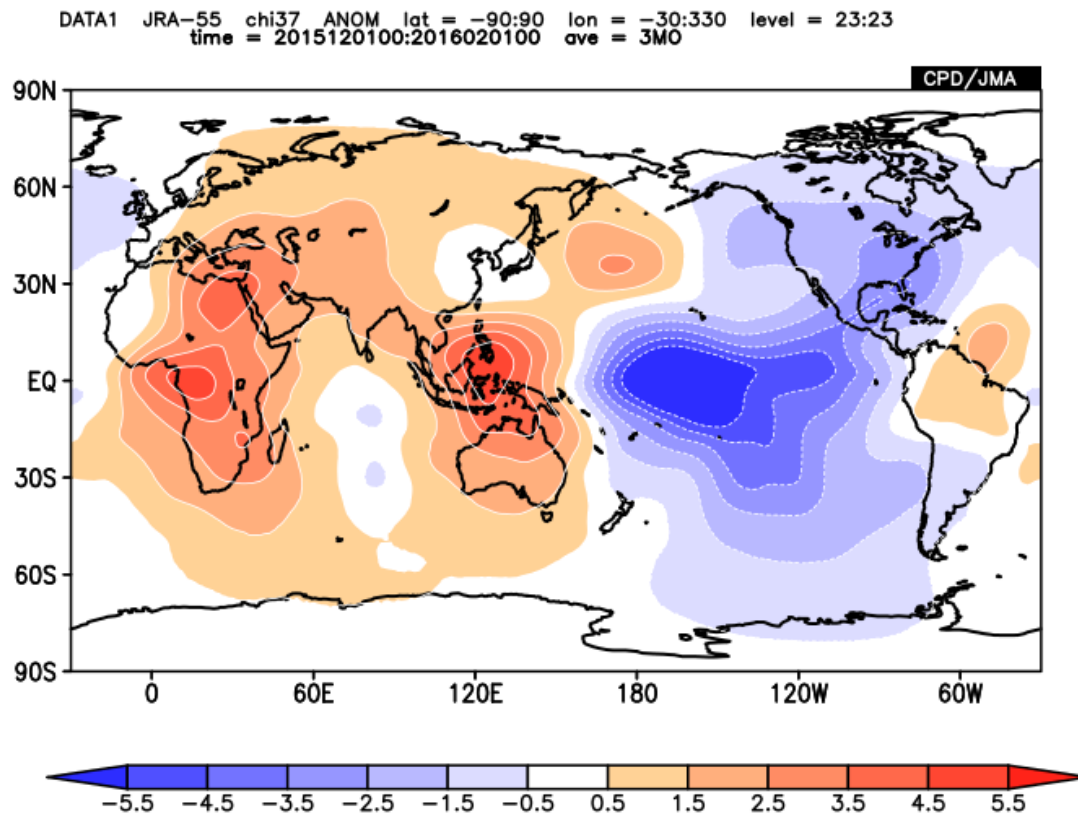 DATA1 JRA-55 chi37 ANOM lat = -90:90 lon = -30:330 level = 23:23
time = 2015120100:2016020100 ave = 3MO
CPD/JMA
90N
60N
30N
EQ
30S
60S
90S
0 60E 120E 180 120W 60W
-5.5 -4.5 -3.5 -2.5 -1.5 -0.5 0.5 1.5 2.5 3.5 4.5 5.5